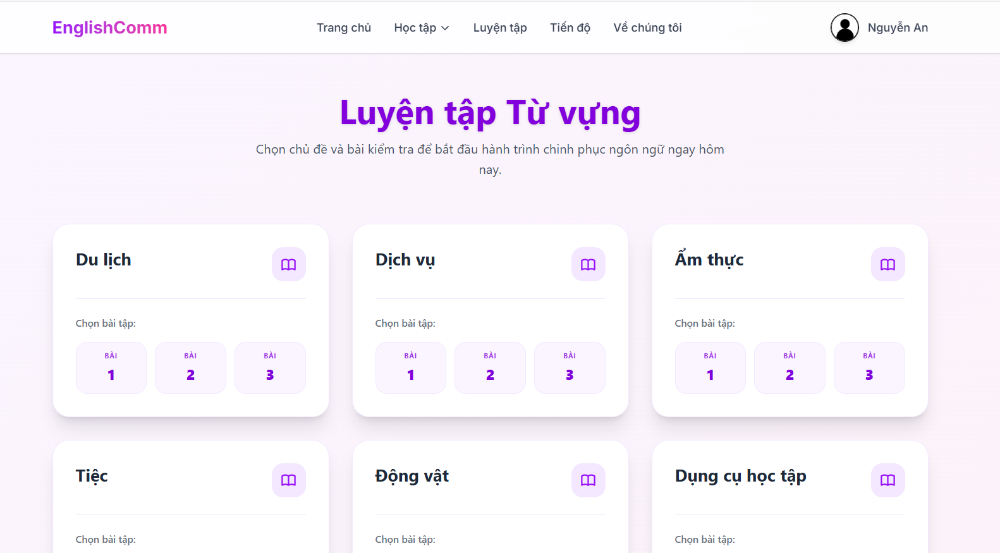 EnglishComm
Trang chủ
Học tập
Luyện tập
Tiến độ
Về chúng tôi
Nguyễn An
Luyện tập Từ vựng
Chọn chủ đề và bài kiểm tra để bắt đầu hành trình chinh phục ngôn ngữ ngay hôm
nay.
Du lịch
Chọn bài tập:
BÀI
1
BÀI
2
BÀI
3
Dịch vụ
Chọn bài tập:
BÀI
1
BÀI
2
BÀI
3
Ẩm thực
Chọn bài tập:
BÀI
1
BÀI
2
BÀI
3
Tiệc
Chọn bài tập:
Động vật
Chọn bài tập:
Dụng cụ học tập
Chọn bài tập: